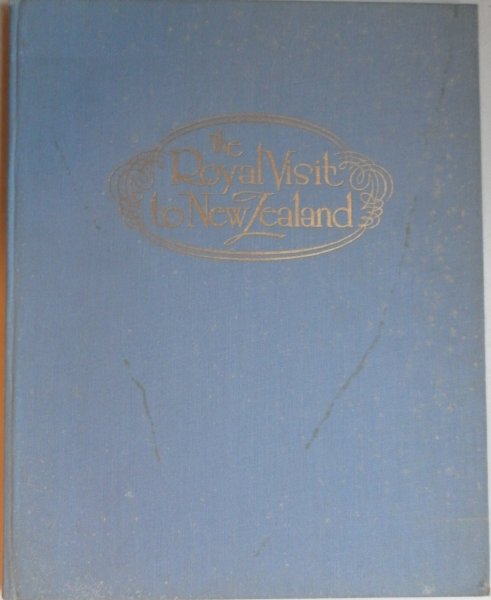 the
Royal Visit
to New Zealand